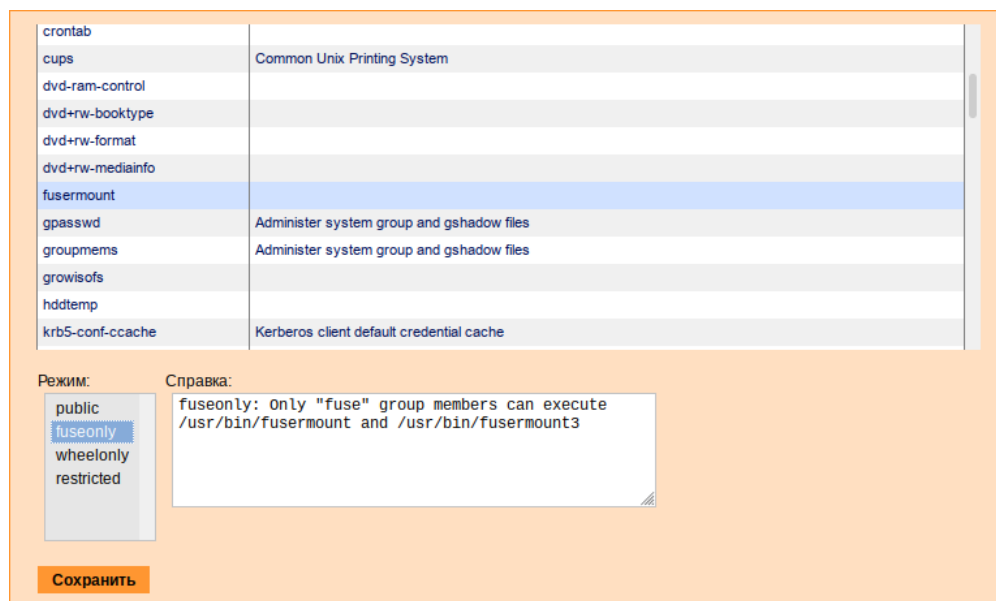 crontab
cups Common Unix Printing System
dvd-ram-control
dvd+rw-booktype
dvd+rw-format
dvd+rw-mediainfo
fusermount
gpasswd Administer system group and gshadow files
groupmems Administer system group and gshadow files
growisofs
hddtemp
krb5-conf-ccache Kerberos client default credential cache
Режим: Справка:
public
fuseonly
wheelonly
restricted
fuseonly: Only "fuse" group members can execute
/usr/bin/fusermount and /usr/bin/fusermount3
Сохранить